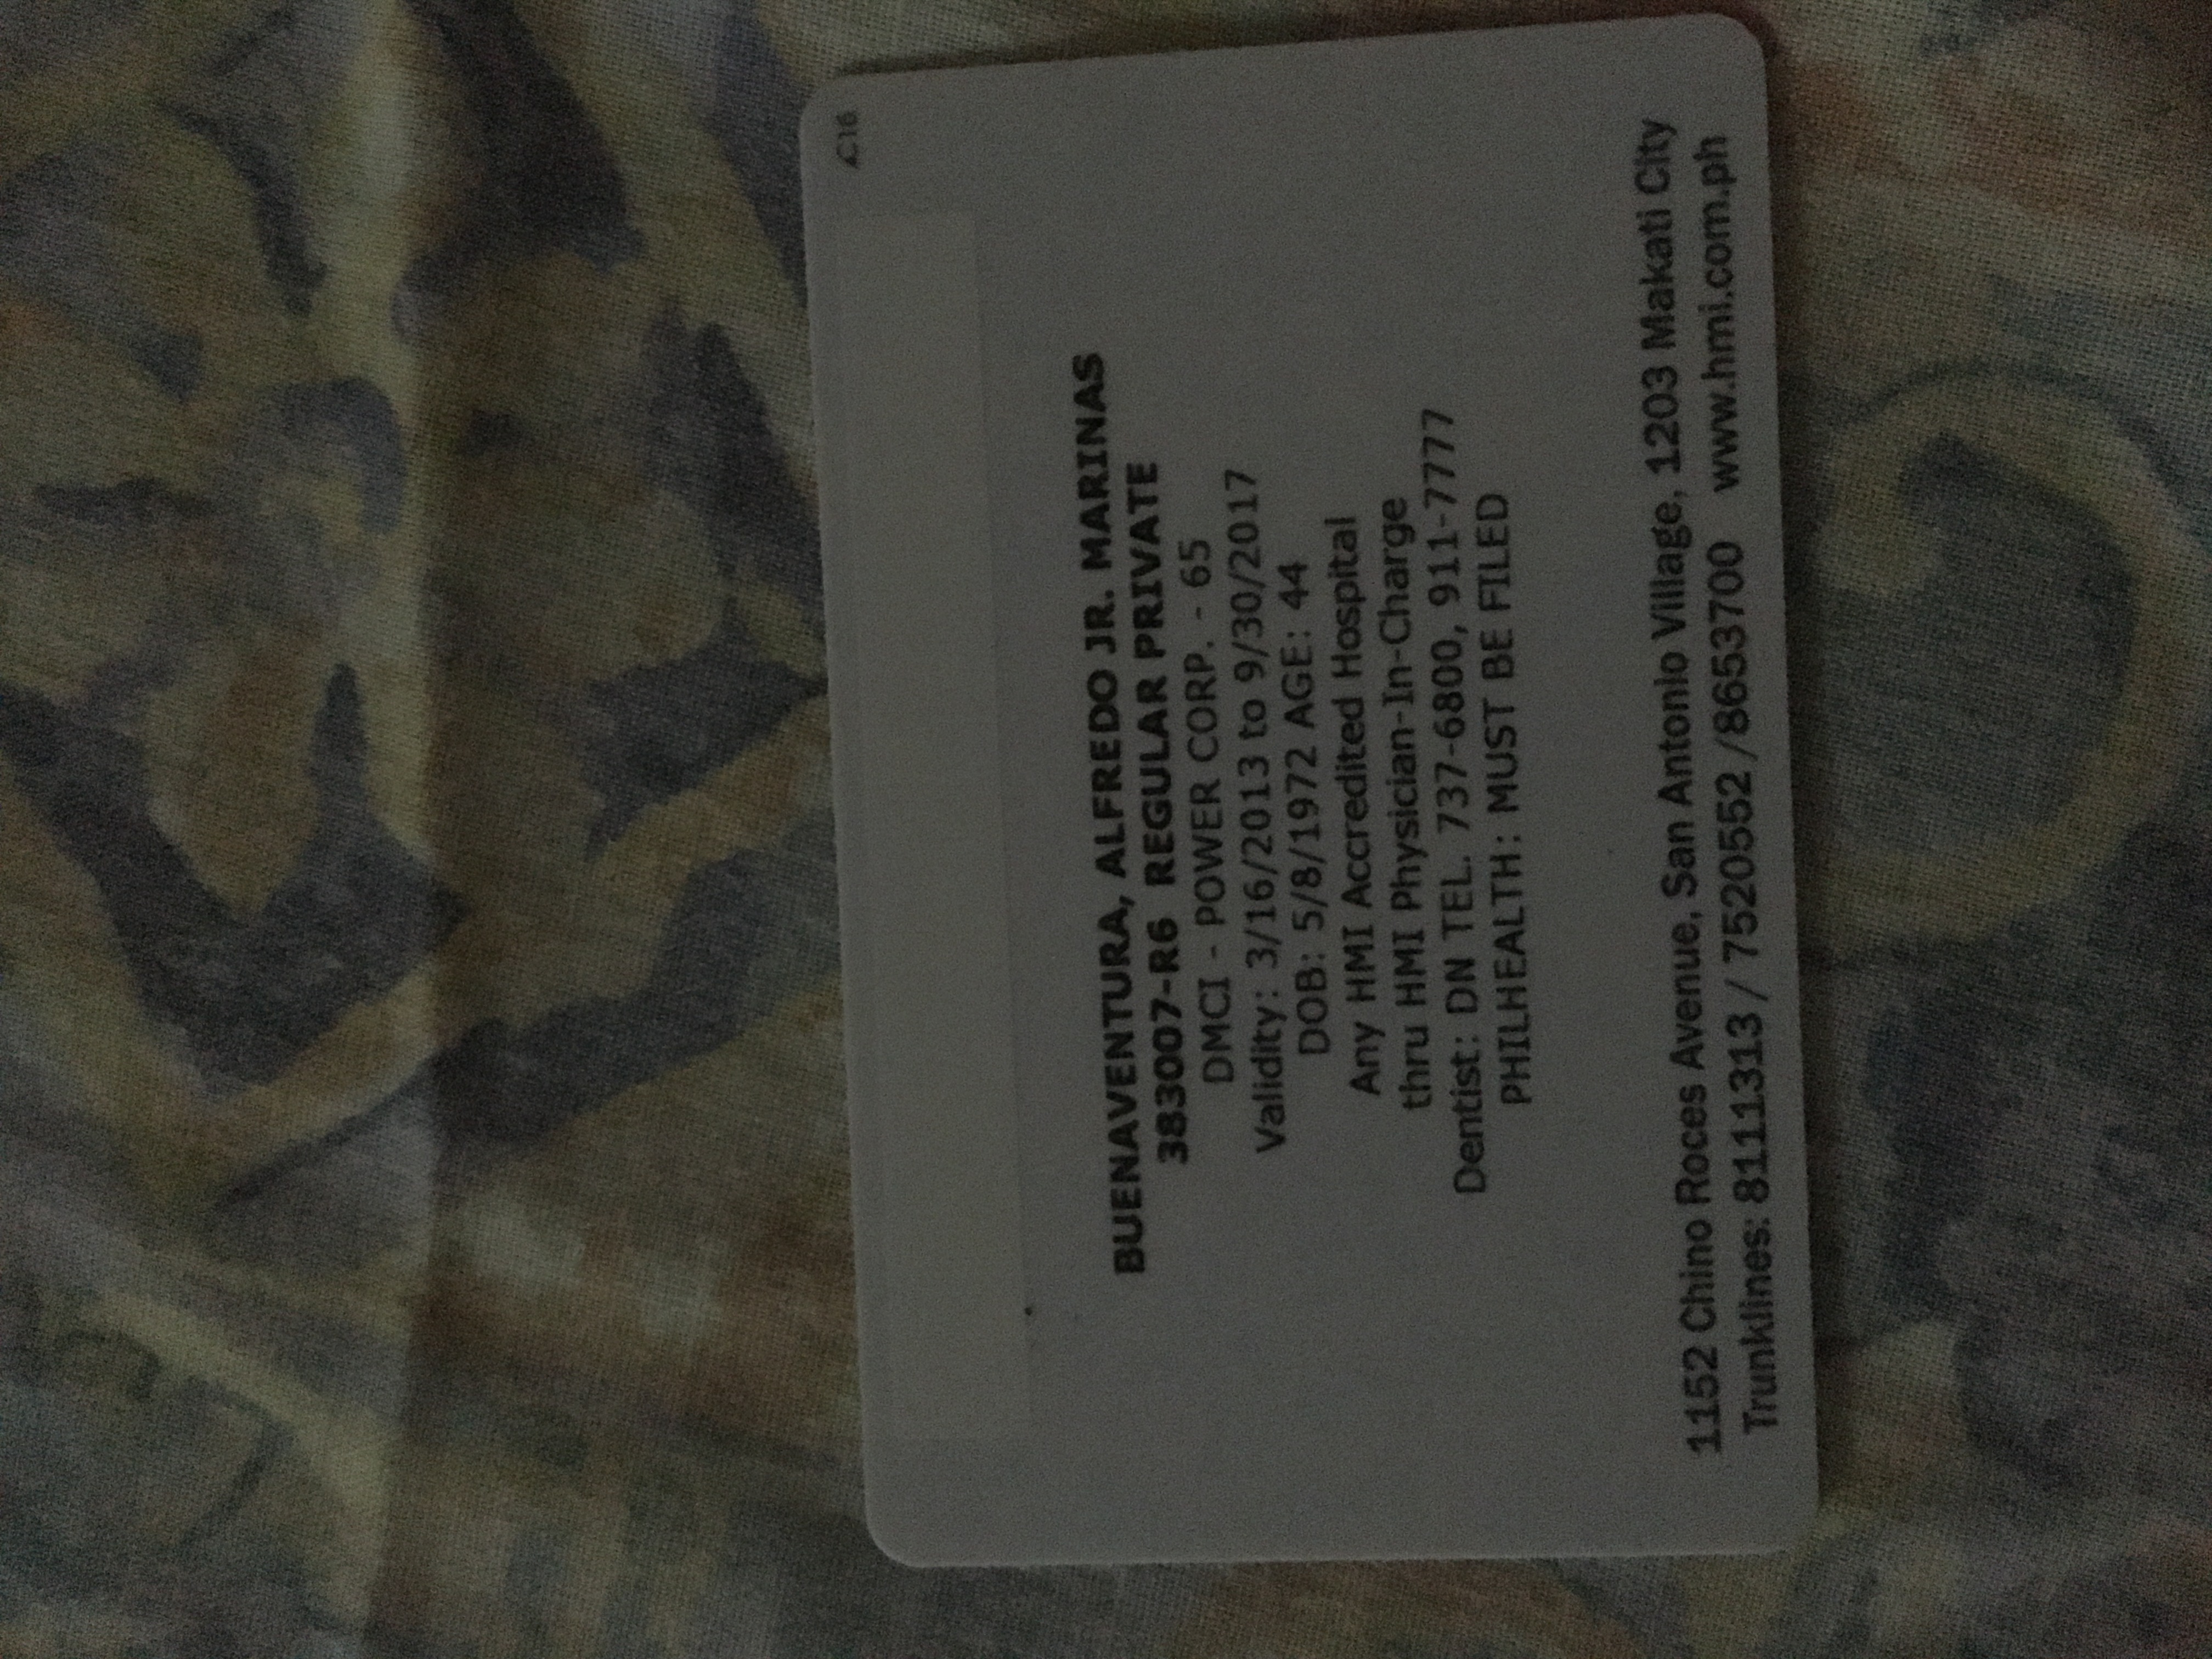 C16
BUENAVENTURA, ALFREDO JR. MARINAS
383007-R6 REGULAR PRIVATE
DMCI - POWER CORP. - 65
Validity: 3/16/2013 to 9/30/2017
DOB: 5/8/1972 AGE: 44
Any HMI Accredited Hospital
thru HMI Physician-In-Charge
Dentist: DN TEL. 737-6800, 911-7777
PHILHEALTH: MUST BE FILED
1152 Chino Roces Avenue, San Antonio Village, 1203 Makati City
Trunklines: 8111313 / 7520552 /8653700 www.hmi.com.ph